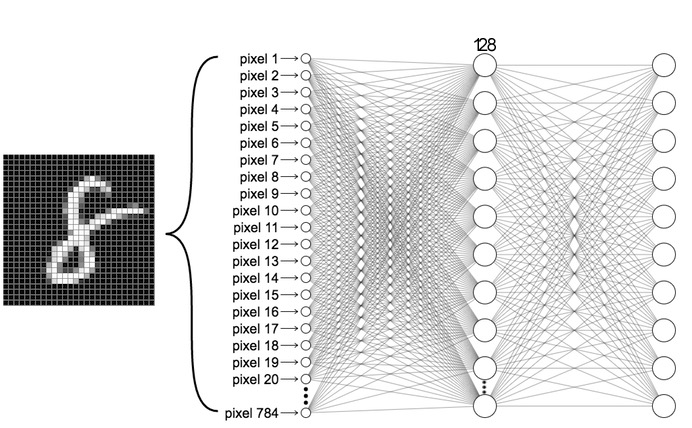 128
pixel 1
pixel 2
pixel 3
pixel 4
pixel 5
pixel 6
pixel 7
pixel 8
pixel 9
pixel 10
pixel 11
pixel 12
pixel 13
pixel 14
pixel 15
pixel 16
pixel 17
pixel 18
pixel 19
pixel 20
pixel 784